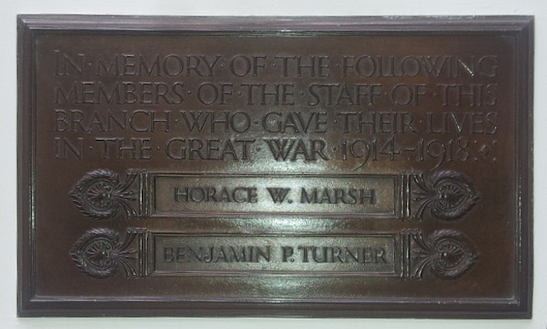 IN·MEMORY·OF·THE·FOLLOWING
MEMBERS·OF·THE·STAFF·OF·THIS
BRANCH·WHO·GAVE·THEIR·LIVES
IN·THE·GREAT·WAR·1914–1918·:·
HORACE W. MARSH
BENJAMIN P. TURNER